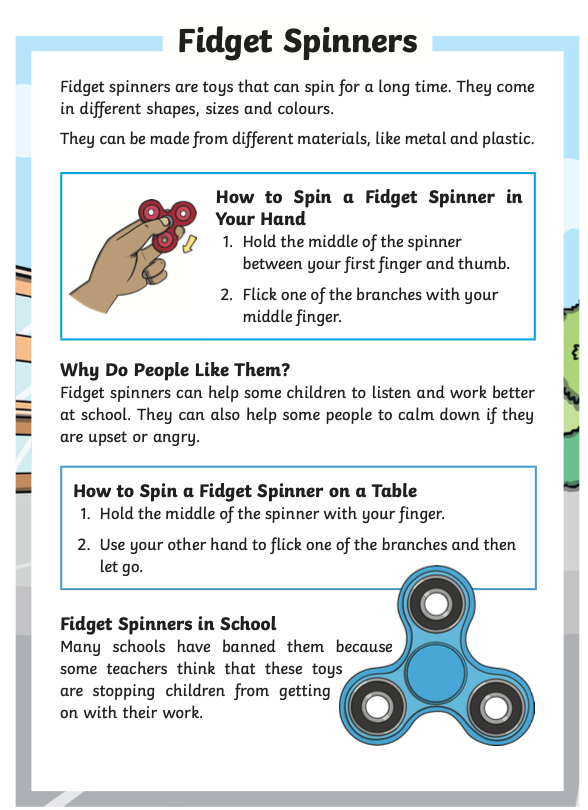 Fidget Spinners
Fidget spinners are toys that can spin for a long time. They come
in different shapes, sizes and colours.
They can be made from different materials, like metal and plastic.
How to Spin a Fidget Spinner in
Your Hand
1. Hold the middle of the spinner
between your first finger and thumb.
2. Flick one of the branches with your
middle finger.
Why Do People Like Them?
Fidget spinners can help some children to listen and work better
at school. They can also help some people to calm down if they
are upset or angry.
How to Spin a Fidget Spinner on a Table
1. Hold the middle of the spinner with your finger.
2. Use your other hand to flick one of the branches and then
let go.
Fidget Spinners in School
Many schools have banned them because
some teachers think that these toys
are stopping children from getting
on with their work.